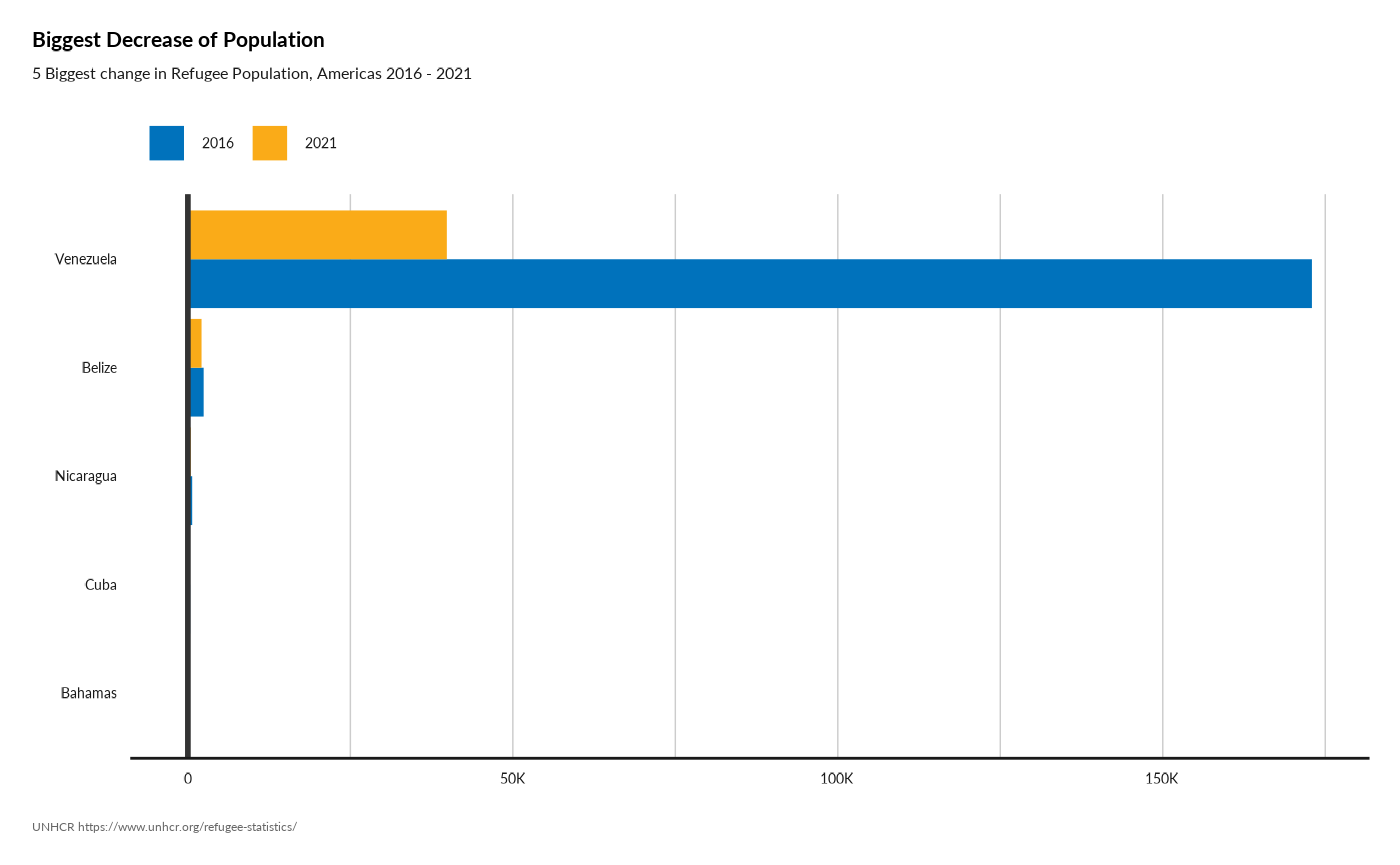 Biggest Decrease of Population
5 Biggest change in Refugee Population, Americas 2016 - 2021
2016 2021
Venezuela
Belize
Nicaragua
Cuba
Bahamas
0 50K 100K 150K
UNHCR https://www.unhcr.org/refugee-statistics/